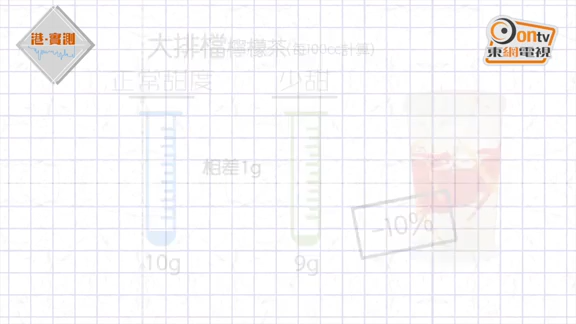 港·實測
ontv
東網電視
大排檔檸檬茶(每100cc計算)
正常甜度
少甜
相差1g
-10%
10g
9g